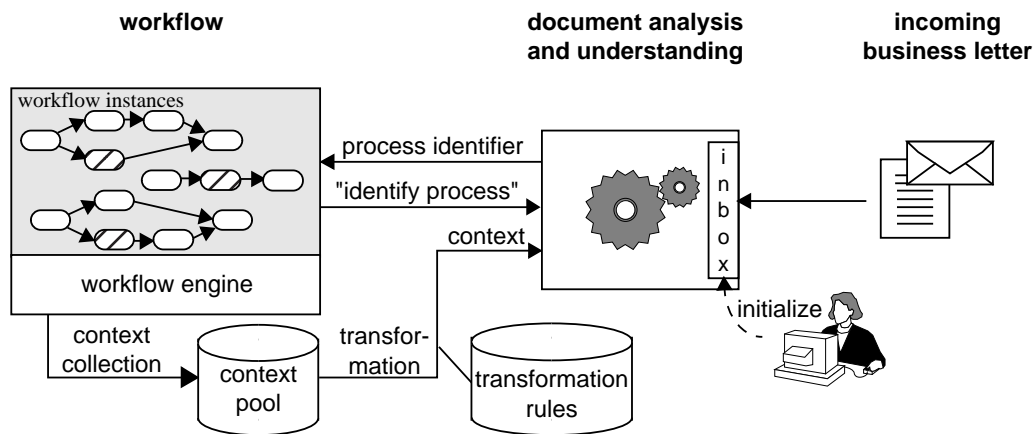 workflow
document analysis
and understanding
incoming
business letter
workflow instances
process identifier
"identify process"
context
inbox
workflow engine
initialize
context
collection
transfor-
mation
context
pool
transformation
rules